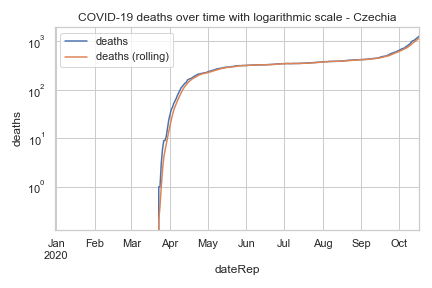 COVID-19 deaths over time with logarithmic scale - Czechia
deaths
deaths (rolling)
10³
10²
10¹
10⁰
deaths
Jan Feb Mar Apr May Jun Jul Aug Sep Oct
2020
dateRep